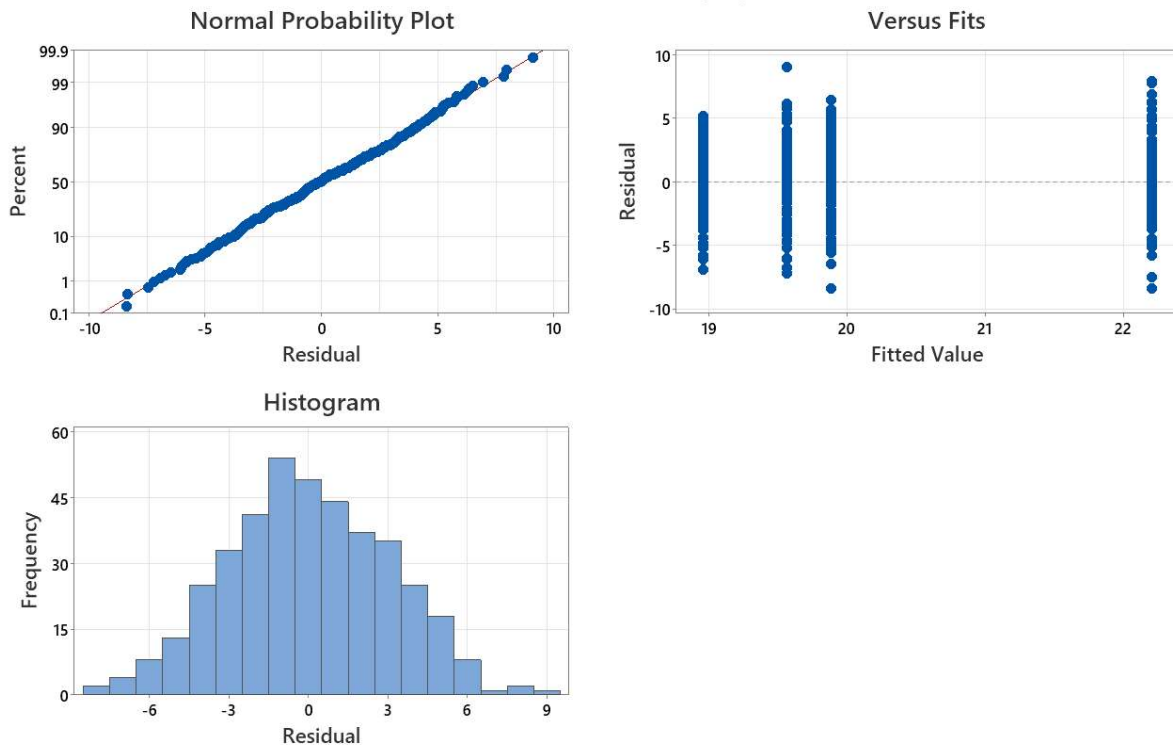 Normal Probability Plot
99.9
99
90
50
10
1
0.1
Percent
-10 -5 0 5 10
Residual
Versus Fits
10
5
0
-5
-10
Residual
19 20 21 22
Fitted Value
Histogram
60
45
30
15
0
Frequency
-6 -3 0 3 6 9
Residual